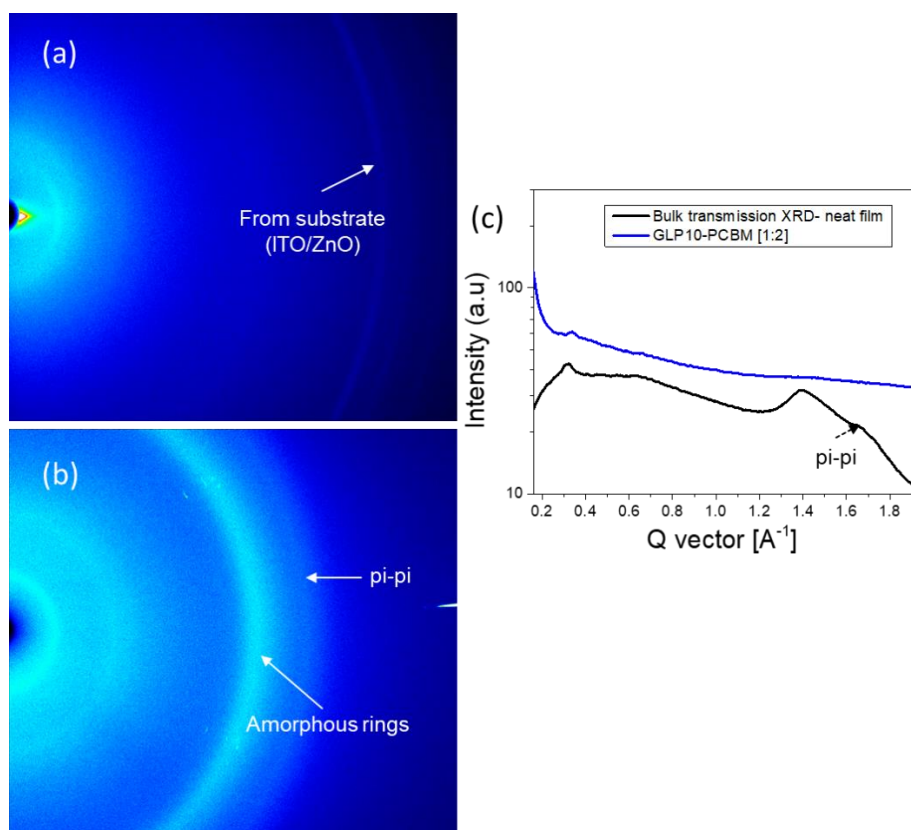 (a)
From substrate
(ITO/ZnO)
(b)
pi-pi
Amorphous rings
(c)
Bulk transmission XRD- neat film
GLP10-PCBM [1:2]
Intensity (a.u)
100
10
pi-pi
0.2 0.4 0.6 0.8 1.0 1.2 1.4 1.6 1.8
Q vector [A⁻¹]